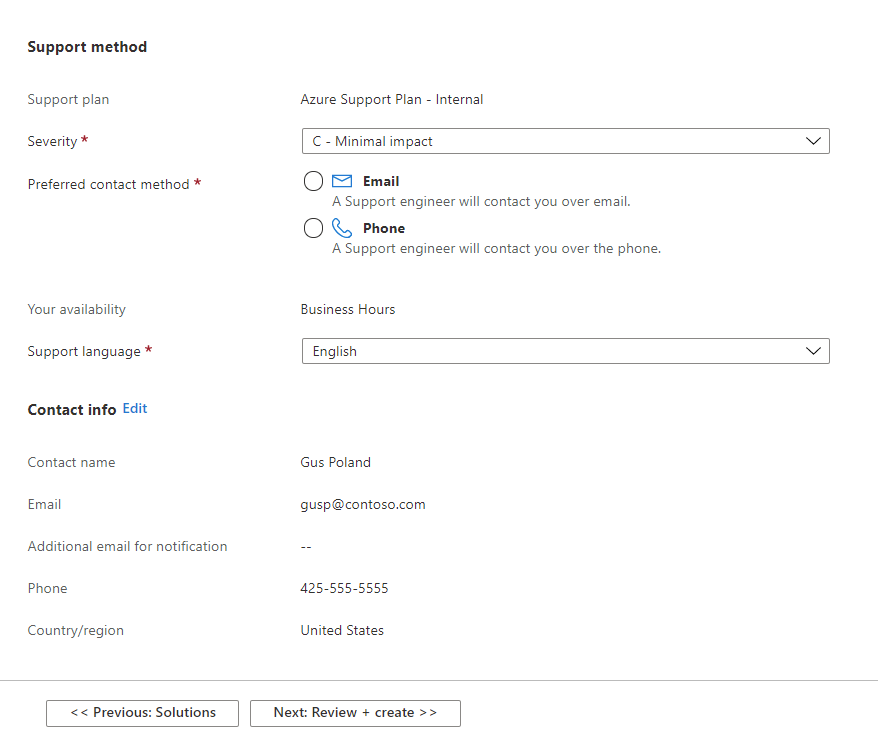 Support method
Support plan Azure Support Plan - Internal
Severity * C - Minimal impact
Preferred contact method * Email
A Support engineer will contact you over email.
Phone
A Support engineer will contact you over the phone.
Your availability Business Hours
Support language * English
Contact info Edit
Contact name Gus Poland
Email gusp@contoso.com
Additional email for notification --
Phone 425-555-5555
Country/region United States
<< Previous: Solutions Next: Review + create >>